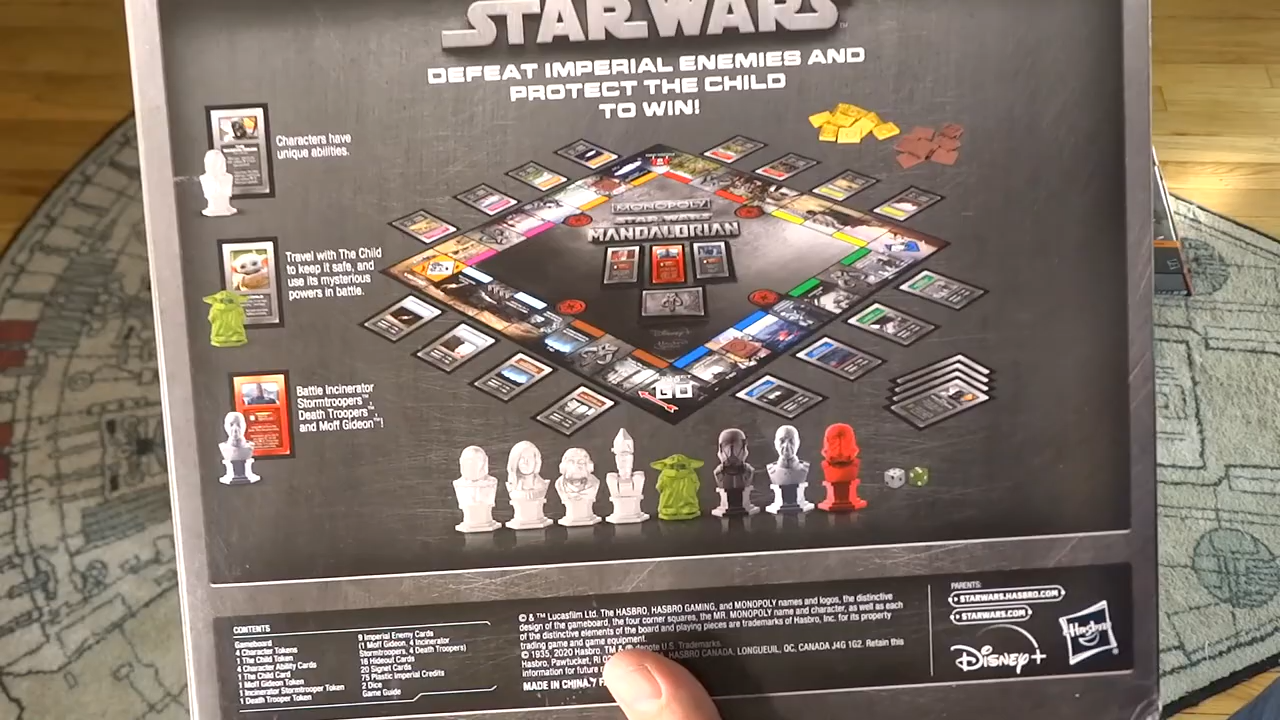 STAR WARS
DEFEAT IMPERIAL ENEMIES AND
PROTECT THE CHILD
TO WIN!
Characters have
unique abilities.
Travel with The Child
to keep it safe, and
use its mysterious
powers in battle.
Battle Incinerator
Stormtroopers™,
Death Troopers™,
and Moff Gideon™!
MONOPOLY
STAR WARS
MANDALORIAN
GO
CONTENTS
Gameboard
4 Character Tokens
1 The Child Token
4 Character Ability Cards
1 The Child Card
1 Moff Gideon Token
1 Incinerator Stormtrooper Token
1 Death Trooper Token
9 Imperial Enemy Cards
(1 Moff Gideon, 4 Incinerator
Stormtroopers, 4 Death Troopers)
16 Hideout Cards
20 Signet Cards
75 Plastic Imperial Credits
2 Dice
Game Guide
© & ™ Lucasfilm Ltd. The HASBRO, HASBRO GAMING, and MONOPOLY names and logos, the distinctive
design of the gameboard, the four corner squares, the MR. MONOPOLY name and character, as well as each
of the distinctive elements of the board and playing pieces are trademarks of Hasbro, Inc. for its property
trading game and game equipment.
© 1935, 2020 Hasbro. TM & ® denote U.S. Trademarks.
Hasbro, Pawtucket, RI HASBRO CANADA, LONGUEUIL, QC, CANADA J4G 1G2. Retain this
information for future
MADE IN CHINA
PARENTS:
STARWARS.HASBRO.COM
STARWARS.COM
Disney+
Hasbro